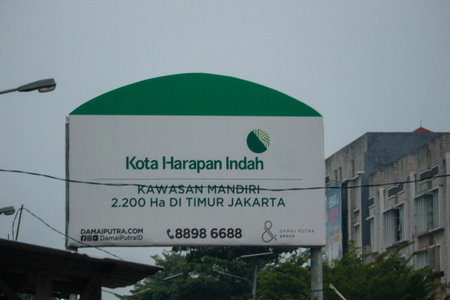 Kota Harapan Indah
KAWASAN MANDIRI
2.200 Ha DI TIMUR JAKARTA
DAMAIPUTRA.COM
DamaiPutraID
8898 6688
&
DAMAI PUTRA
GROUP